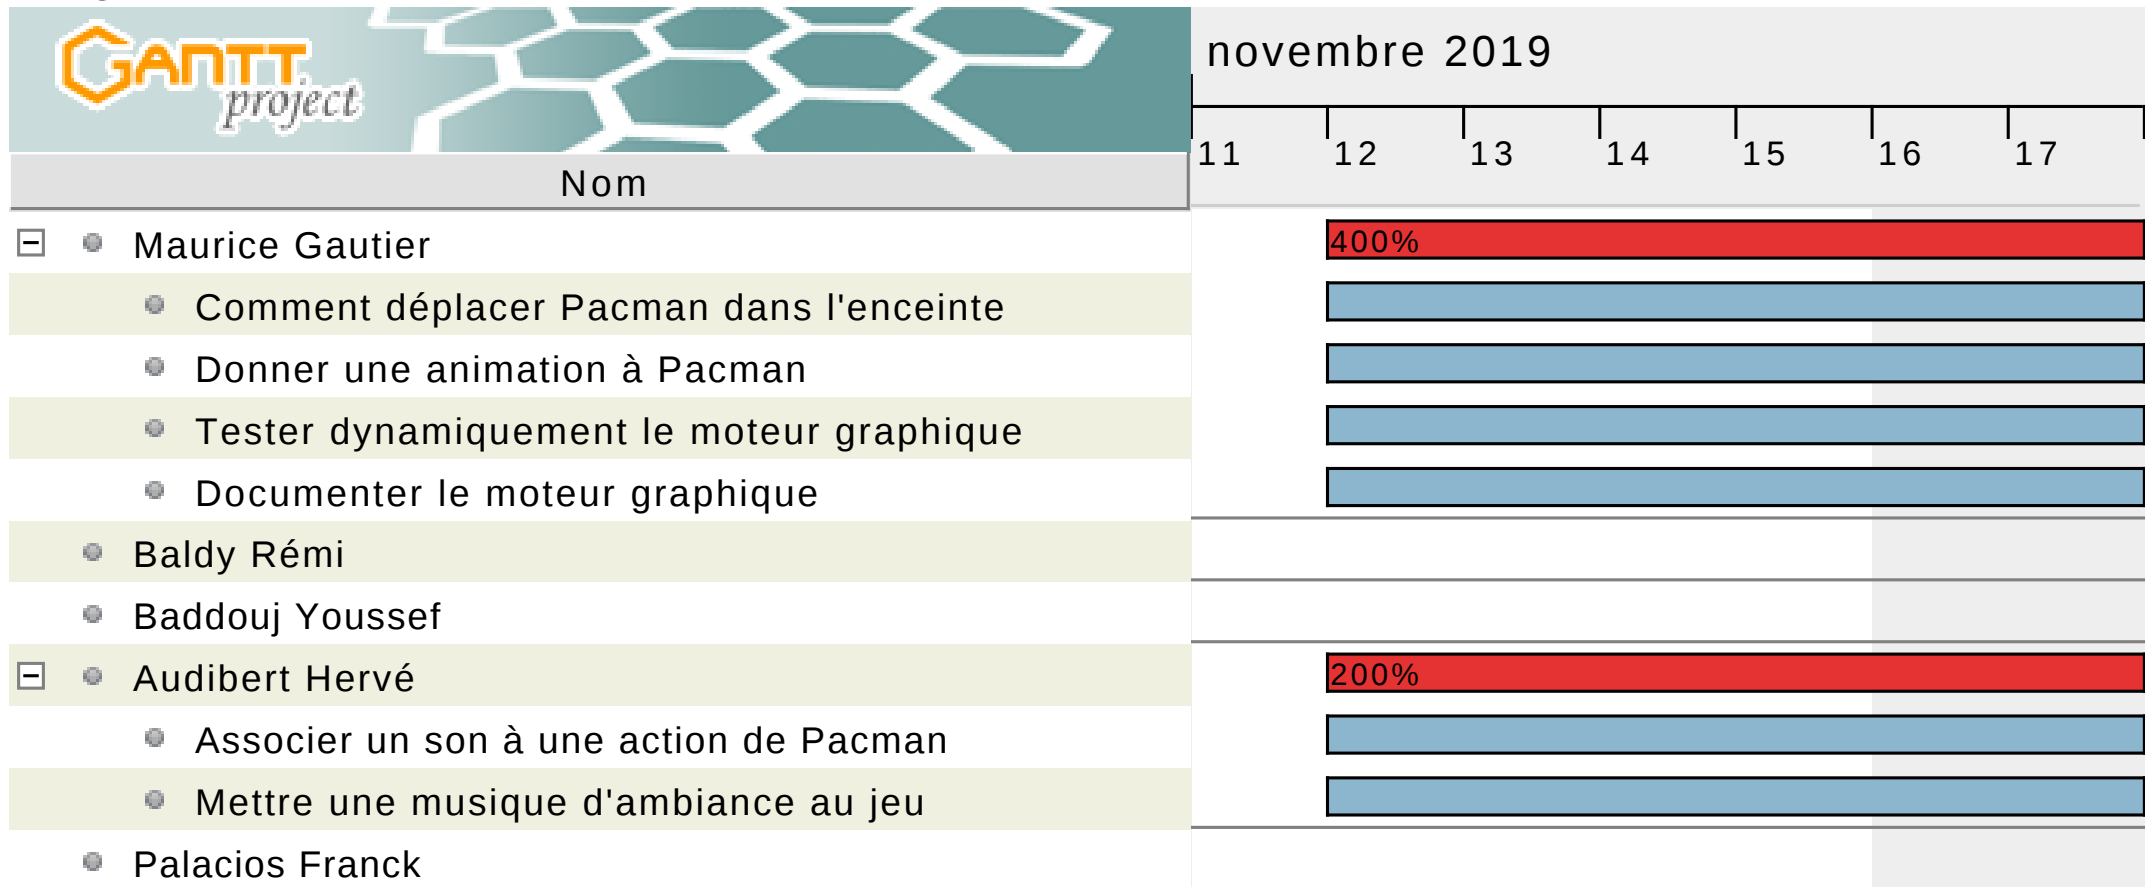 GANTT
project
novembre 2019
11 12 13 14 15 16 17
Nom
Maurice Gautier
400%
Comment déplacer Pacman dans l'enceinte
Donner une animation à Pacman
Tester dynamiquement le moteur graphique
Documenter le moteur graphique
Baldy Rémi
Baddouj Youssef
Audibert Hervé
200%
Associer un son à une action de Pacman
Mettre une musique d'ambiance au jeu
Palacios Franck